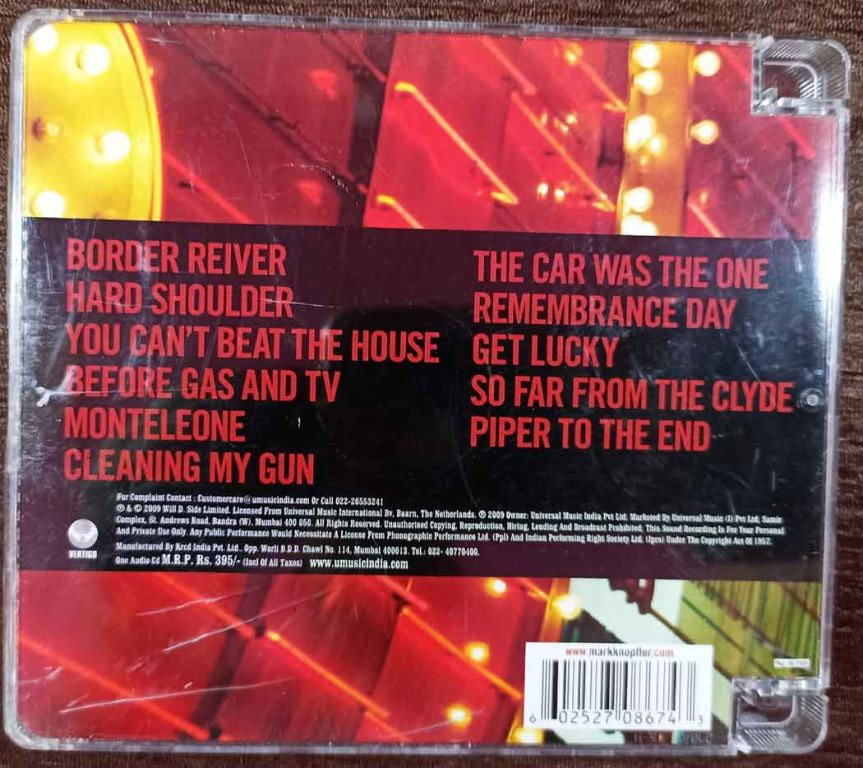 BORDER REIVER
HARD SHOULDER
YOU CAN'T BEAT THE HOUSE
BEFORE GAS AND TV
MONTELEONE
CLEANING MY GUN
THE CAR WAS THE ONE
REMEMBRANCE DAY
GET LUCKY
SO FAR FROM THE CLYDE
PIPER TO THE END
For Complaint Contact : Customercare@umusicindia.com Or Call 022-26553241
℗ & © 2009 Will D. Side Limited. Licensed From Universal Music International Bv, Baarn, The Netherlands. ℗ 2009 Owner: Universal Music India Pvt Ltd. Marketed By Universal Music (I) Pvt Ltd, Samir
Complex, St. Andrews Road, Bandra (W), Mumbai 400 050. All Rights Reserved. Unauthorised Copying, Reproduction, Hiring, Lending And Broadcast Prohibited. This Sound Recording Is For Your Personal
And Private Use Only. Any Public Performance Would Necessitate A License From Phonographic Performance Ltd. (Ppl) And Indian Performing Right Society Ltd: (Iprs) Under The Copyright Act Of 1957.
VERTIGO
Manufactured By Krcd India Pvt. Ltd., Opp. Worli B.D.D. Chawl No. 114, Mumbai 400013. Tel.: 022- 40770400.
One Audio Cd M.R.P. Rs. 395/- (Incl Of All Taxes) www.umusicindia.com
www.markknopfler.com
6 02527 08674 3